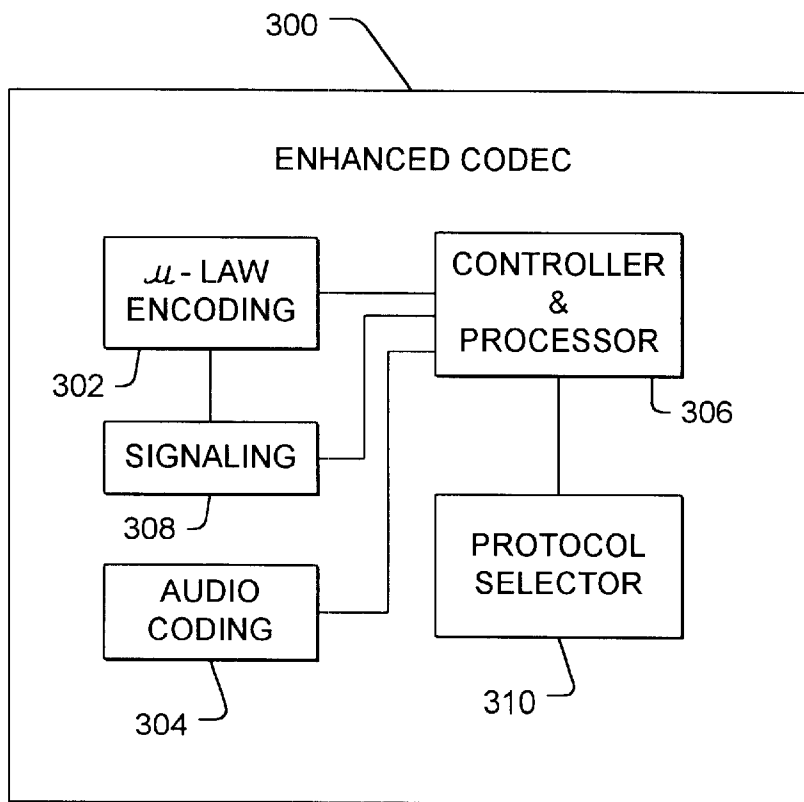 300
ENHANCED CODEC
μ-LAW
ENCODING
302
CONTROLLER
&
PROCESSOR
306
SIGNALING
308
AUDIO
CODING
304
PROTOCOL
SELECTOR
310